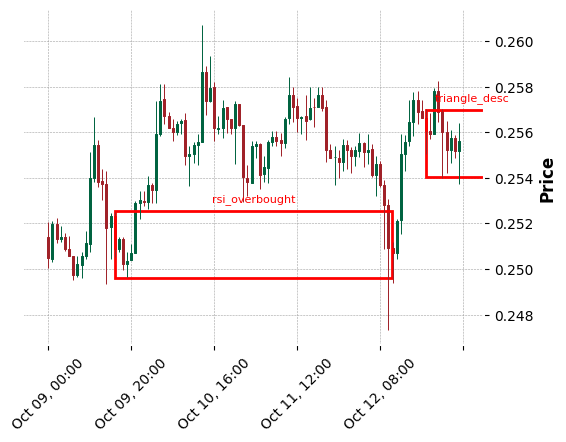 0.260
0.258
triangle_desc
0.256
0.254
rsi_overbought
0.252
0.250
0.248
Price
Oct 09, 00:00
Oct 09, 20:00
Oct 10, 16:00
Oct 11, 12:00
Oct 12, 08:00